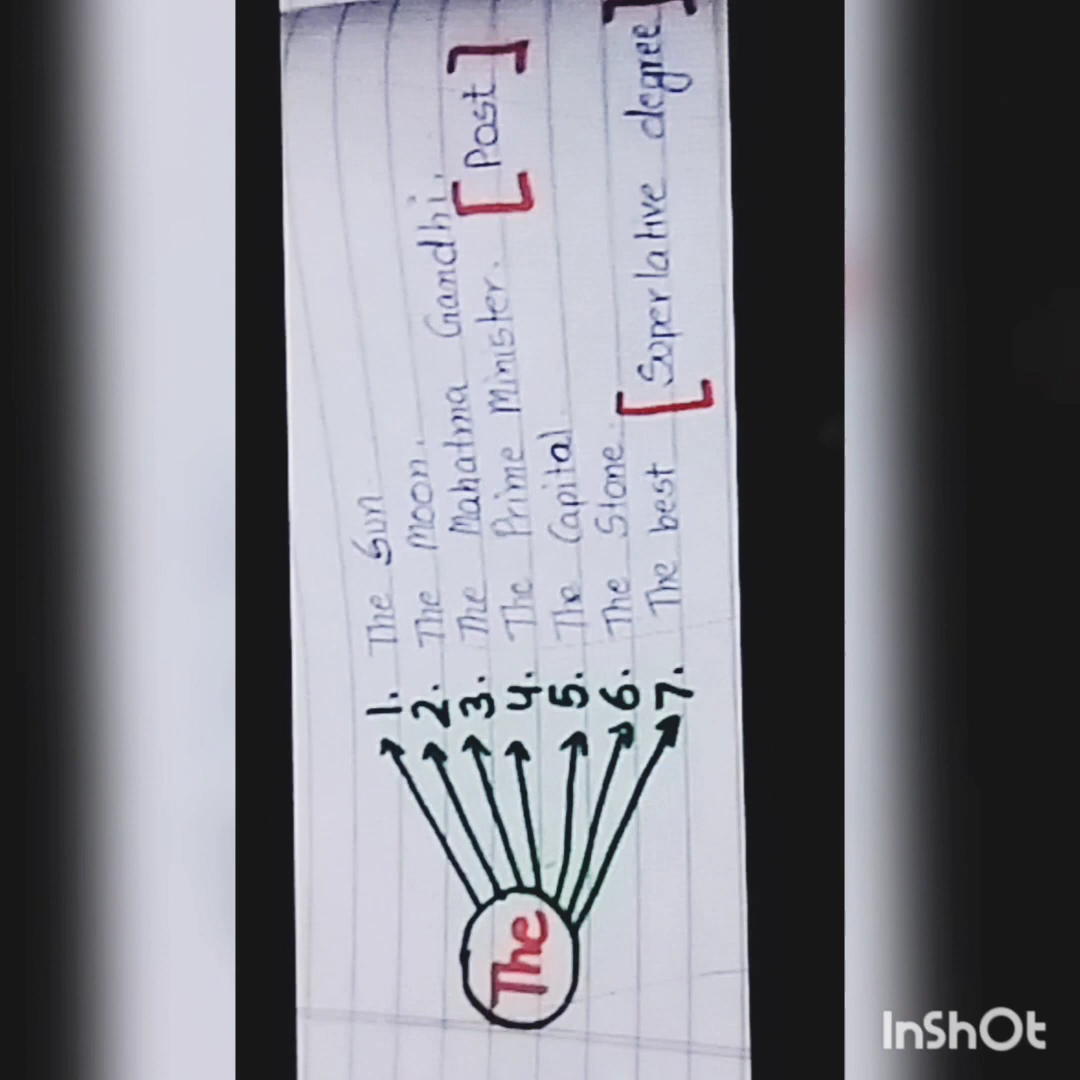 The
1. The Sun
2. The Moon.
3. The Mahatma Gandhi.
4. The Prime Minister. [Post]
5. The Capital.
6. The Stone.
7. The best [Superlative degree]
InShOt